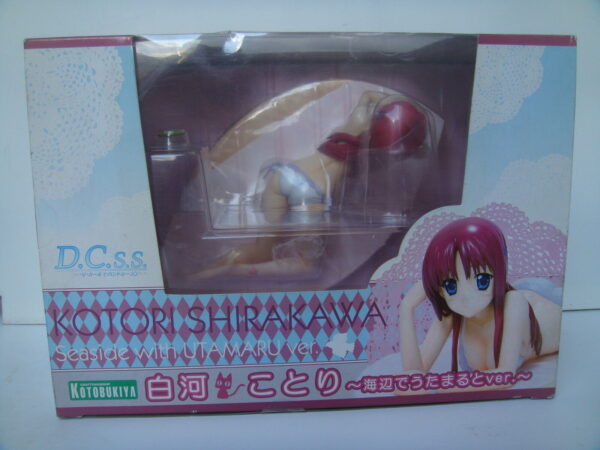 D.C.s.s.
KOTORI SHIRAKAWA
Seaside with UTAMARU ver.
KOTOBUKIYA
白河ことり～海辺でうたまるとver.～